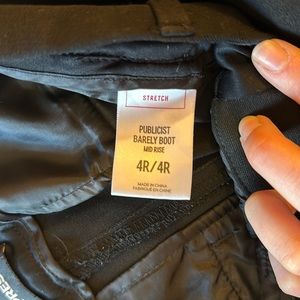 STRETCH
PUBLICIST
BARELY BOOT
MID RISE
4R/4R
MADE IN CHINA
FABRIQUÉ EN CHINE